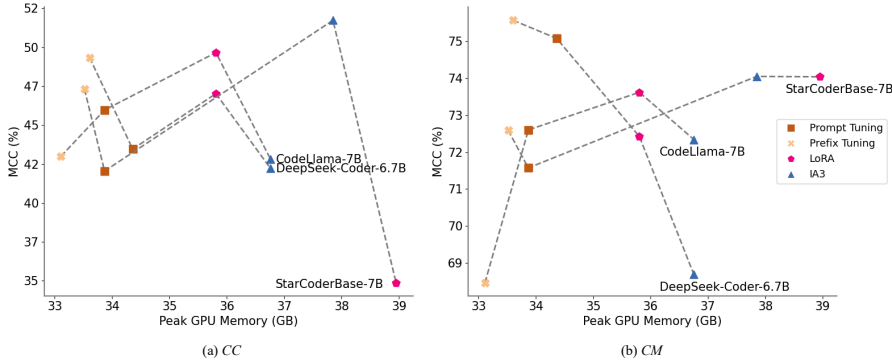 52
50
47
45
42
40
37
35
MCC (%)
CodeLlama-7B
DeepSeek-Coder-6.7B
StarCoderBase-7B
33
34
35
36
37
38
39
Peak GPU Memory (GB)
(a) CC
75
74
73
72
71
69
68
MCC (%)
StarCoderBase-7B
CodeLlama-7B
DeepSeek-Coder-6.7B
Prompt Tuning
Prefix Tuning
LoRA
IA3
33
34
35
36
37
38
39
Peak GPU Memory (GB)
(b) CM